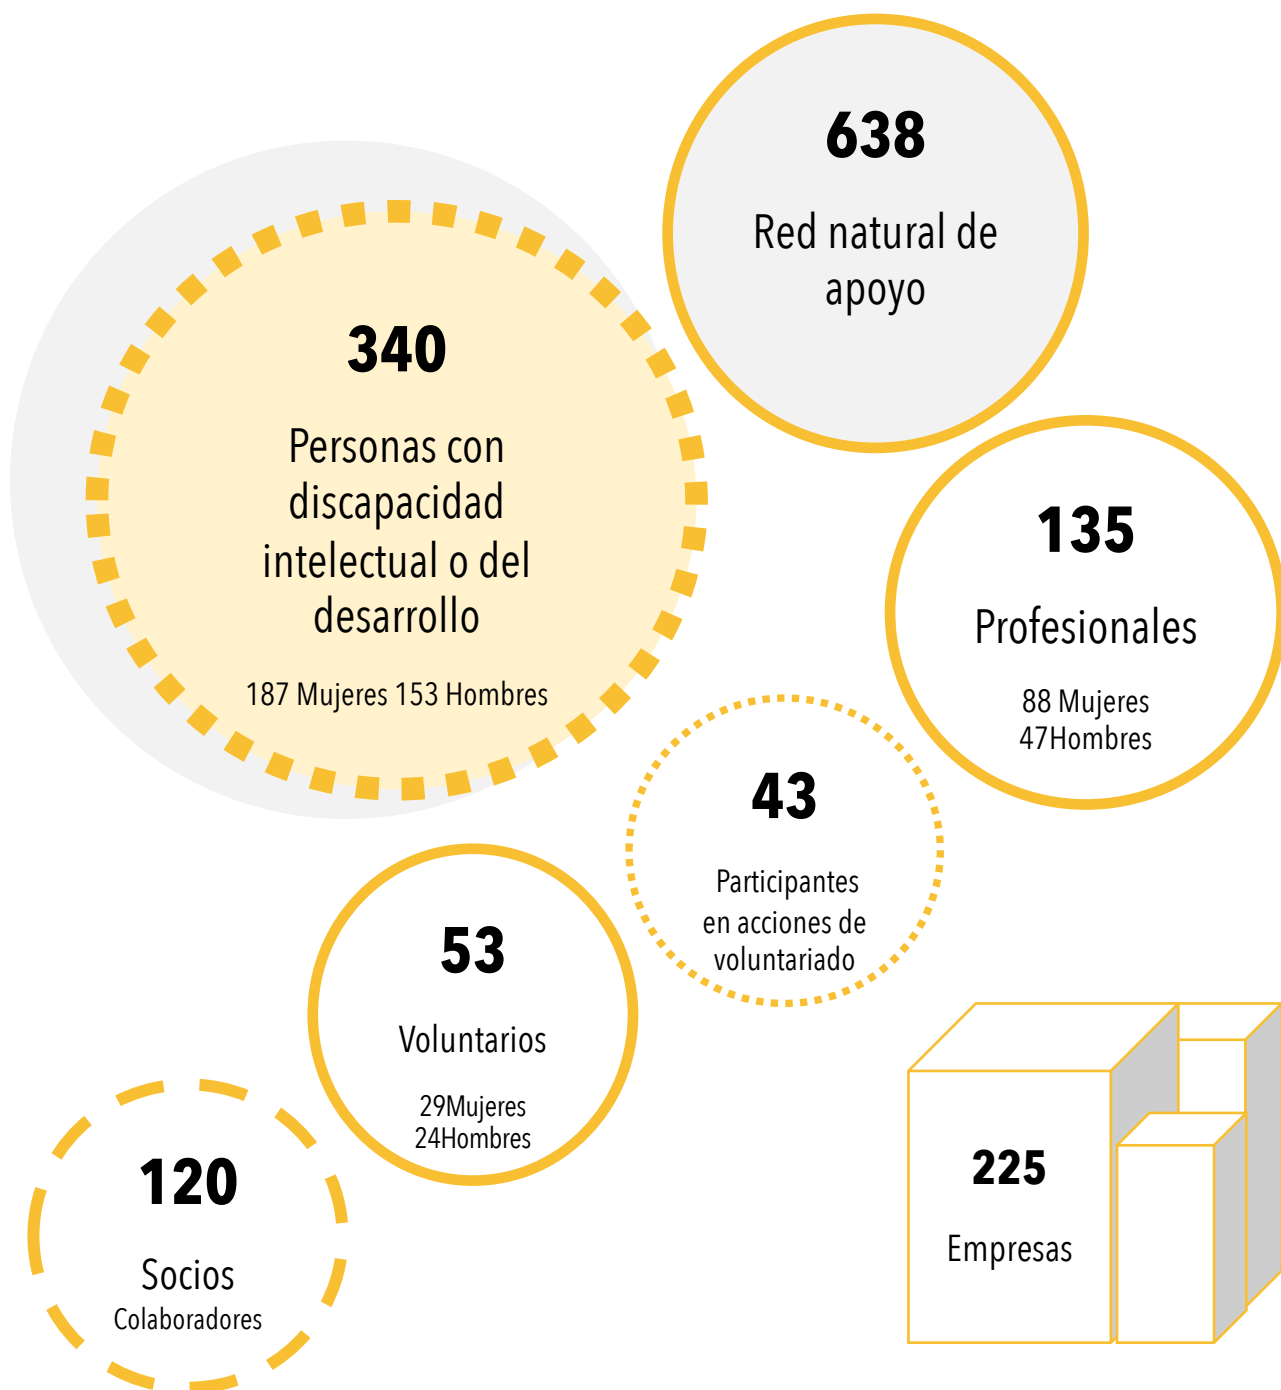 638
Red natural de
apoyo
340
Personas con
discapacidad
intelectual o del
desarrollo
187 Mujeres 153 Hombres
135
Profesionales
88 Mujeres
47Hombres
43
Participantes
en acciones de
voluntariado
53
Voluntarios
29Mujeres
24Hombres
120
Socios
Colaboradores
225
Empresas